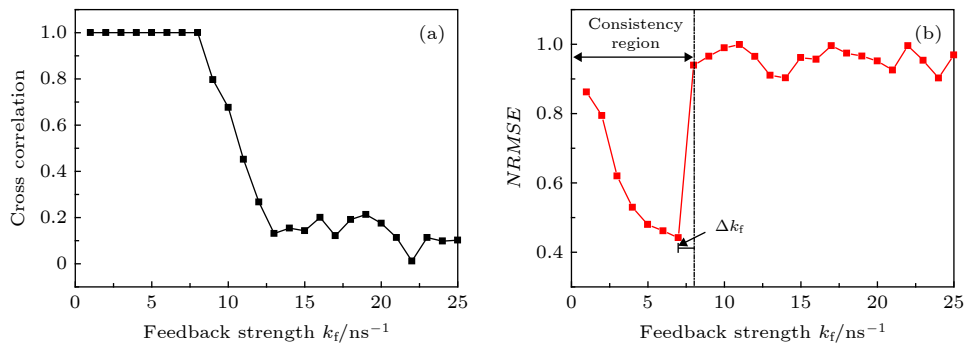 (a)
Cross correlation
1.0
0.8
0.6
0.4
0.2
0
0 5 10 15 20 25
Feedback strength k_f/ns⁻¹
(b)
Consistency
region
NRMSE
1.0
0.8
0.6
0.4
Δk_f
0 5 10 15 20 25
Feedback strength k_f/ns⁻¹